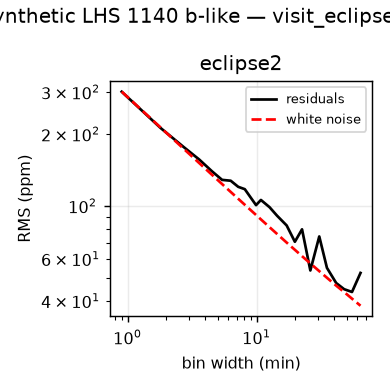 ynthetic LHS 1140 b-like — visit_eclipse
eclipse2
residuals
white noise
RMS (ppm)
3 × 10²
2 × 10²
10²
6 × 10¹
4 × 10¹
10⁰ 10¹
bin width (min)